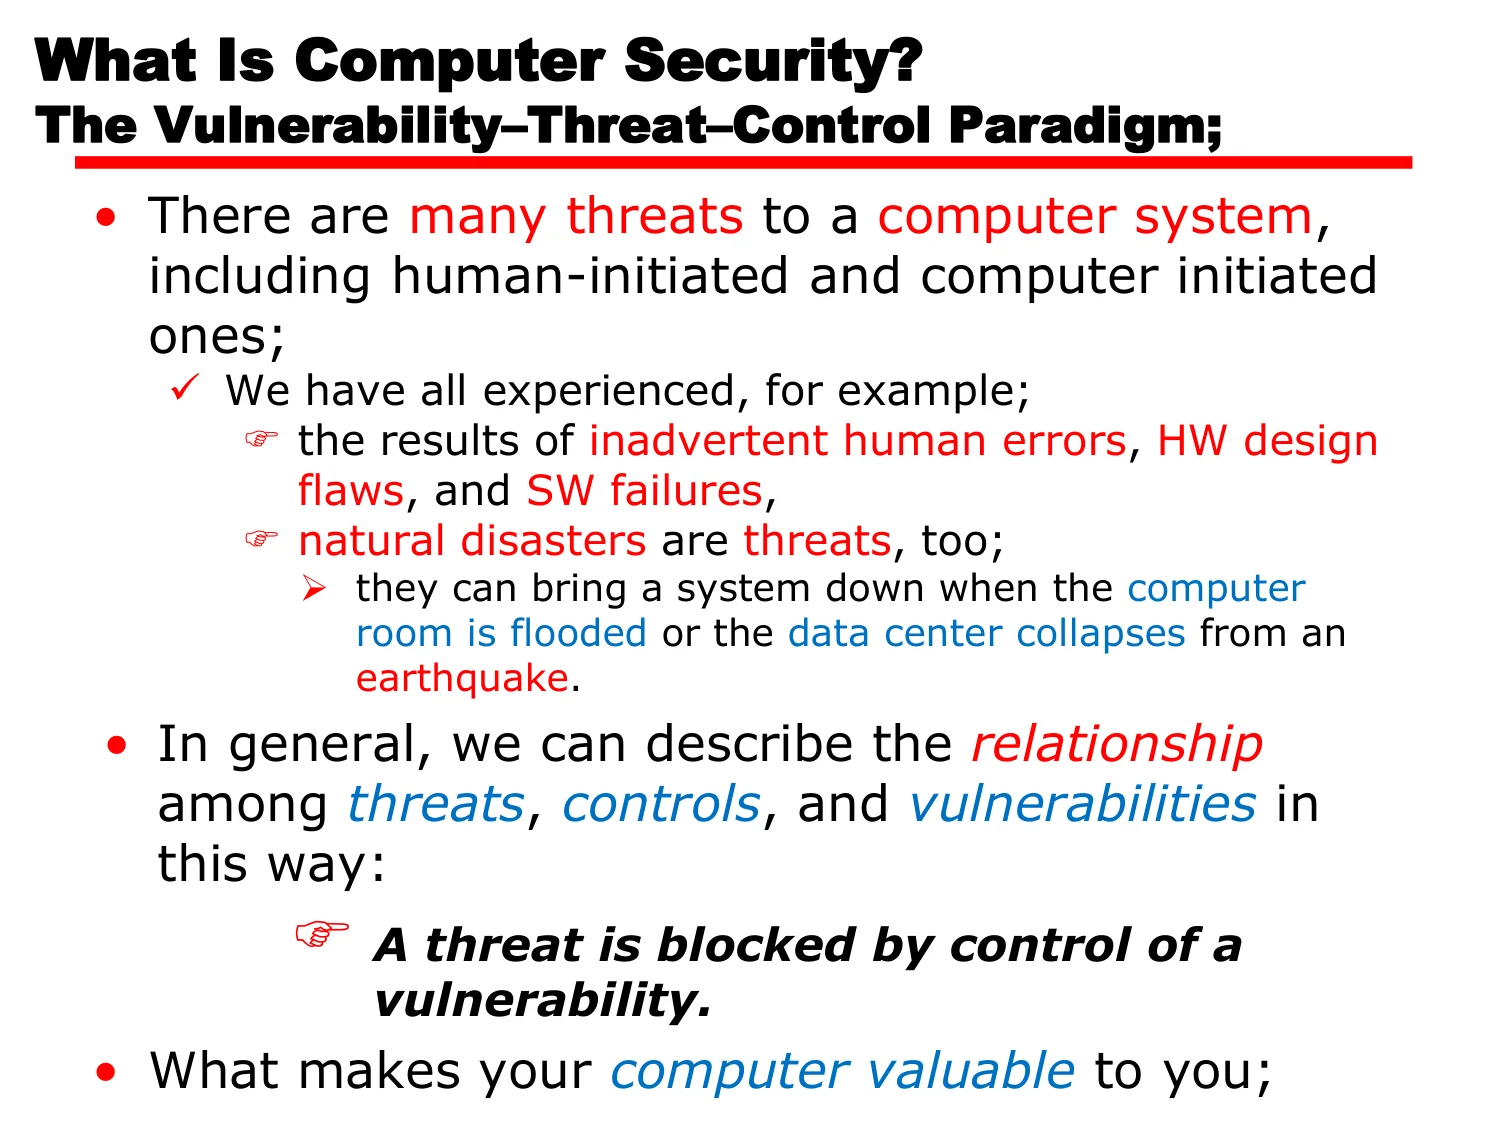 What Is Computer Security?
The Vulnerability–Threat–Control Paradigm;
• There are many threats to a computer system,
including human-initiated and computer initiated
ones;
✓ We have all experienced, for example;
☞ the results of inadvertent human errors, HW design
flaws, and SW failures,
☞ natural disasters are threats, too;
➢ they can bring a system down when the computer
room is flooded or the data center collapses from an
earthquake.
• In general, we can describe the relationship
among threats, controls, and vulnerabilities in
this way:
☞ A threat is blocked by control of a
vulnerability.
• What makes your computer valuable to you;